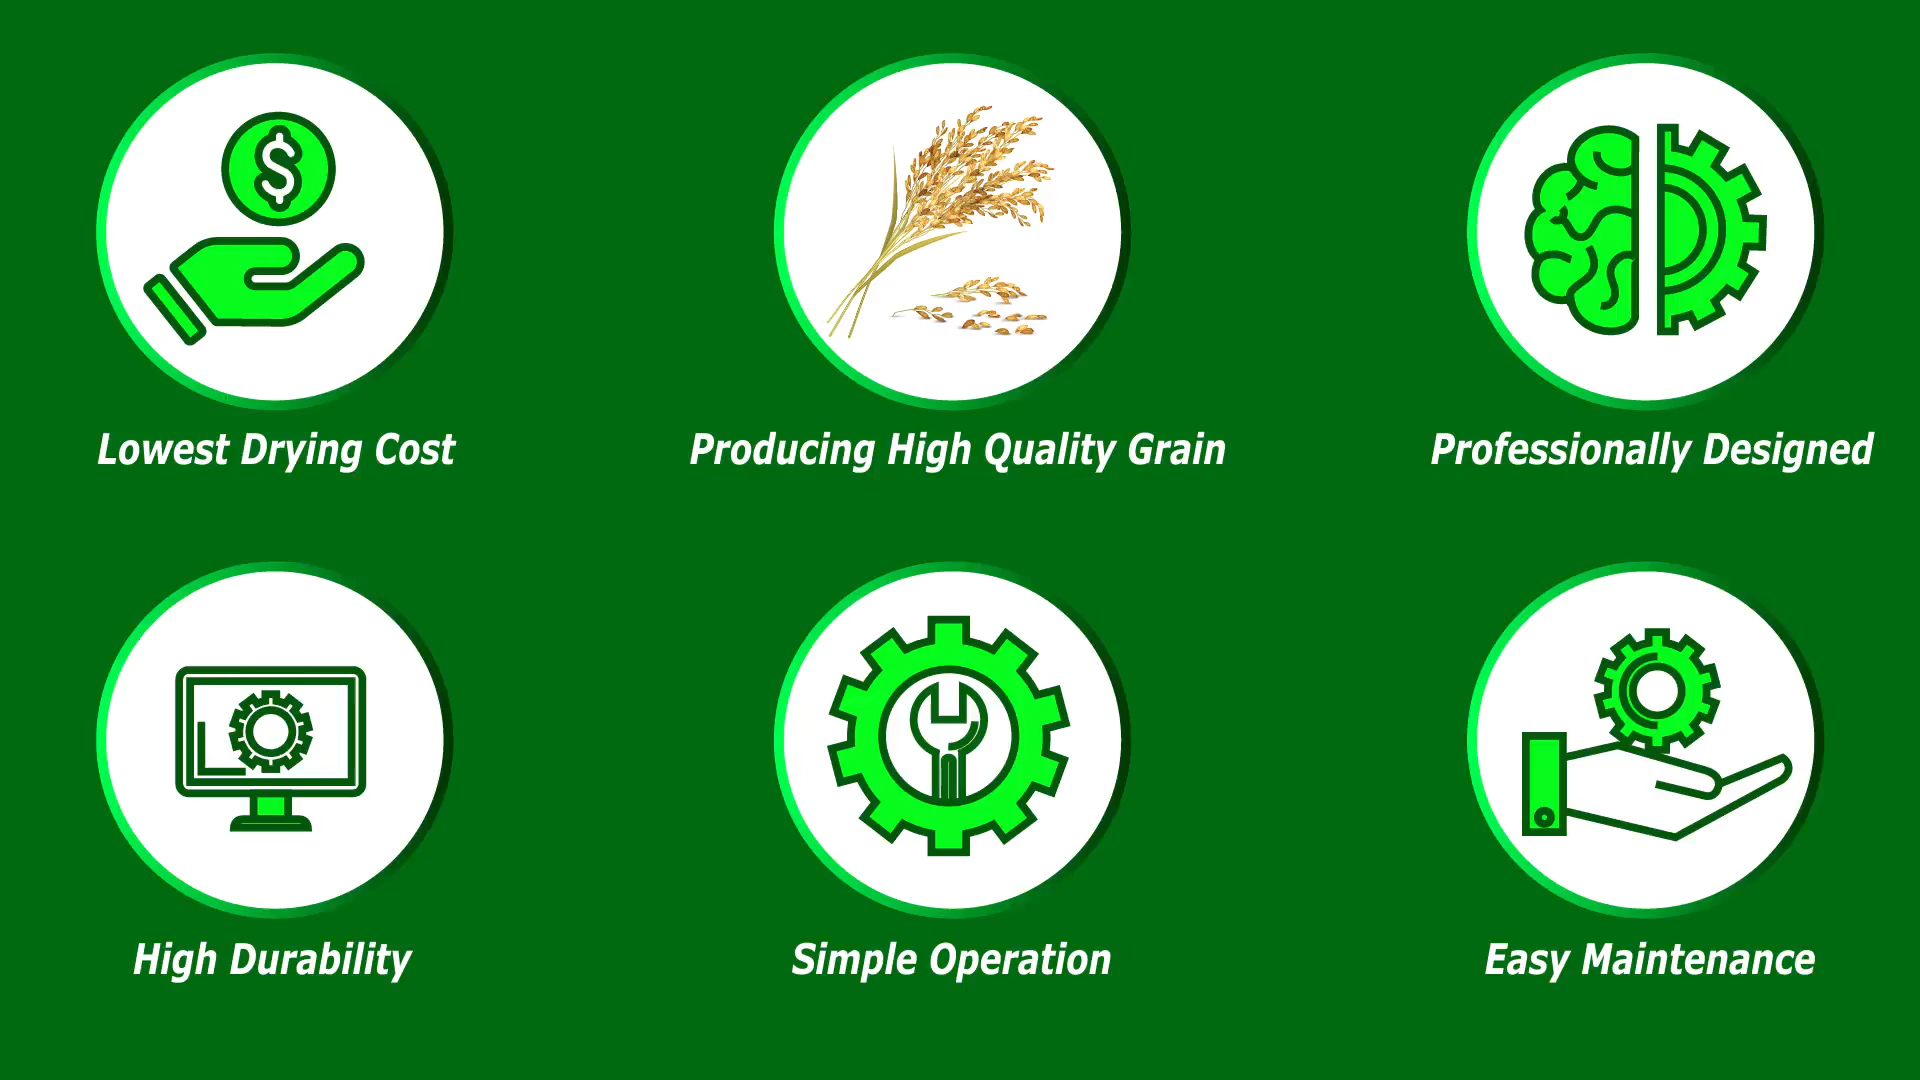 Lowest Drying Cost
Producing High Quality Grain
Professionally Designed
High Durability
Simple Operation
Easy Maintenance